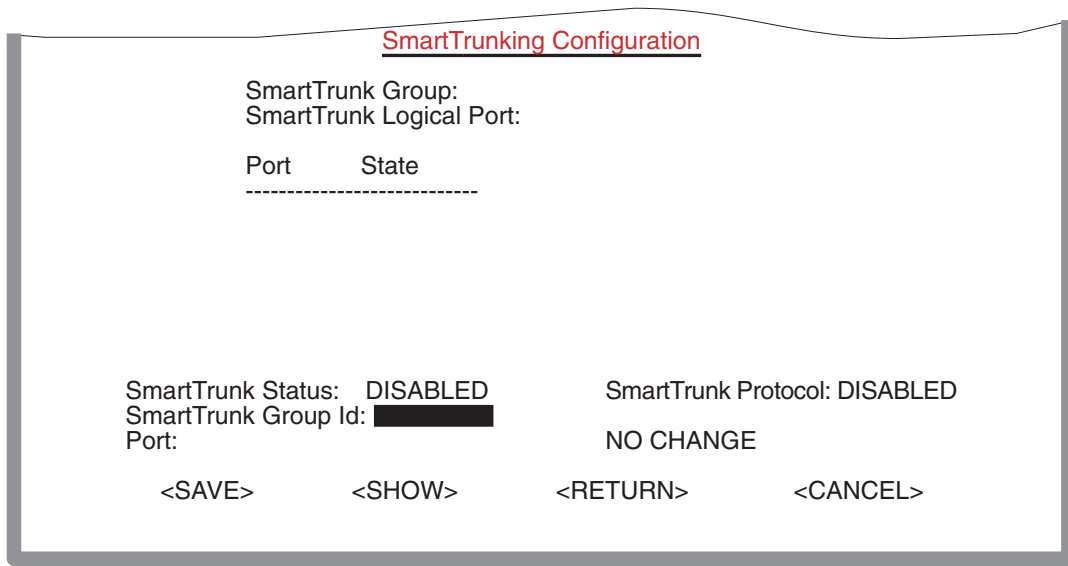 SmartTrunking Configuration
SmartTrunk Group:
SmartTrunk Logical Port:
Port State
----------------------------
SmartTrunk Status: DISABLED SmartTrunk Protocol: DISABLED
SmartTrunk Group Id:
Port: NO CHANGE
<SAVE> <SHOW> <RETURN> <CANCEL>